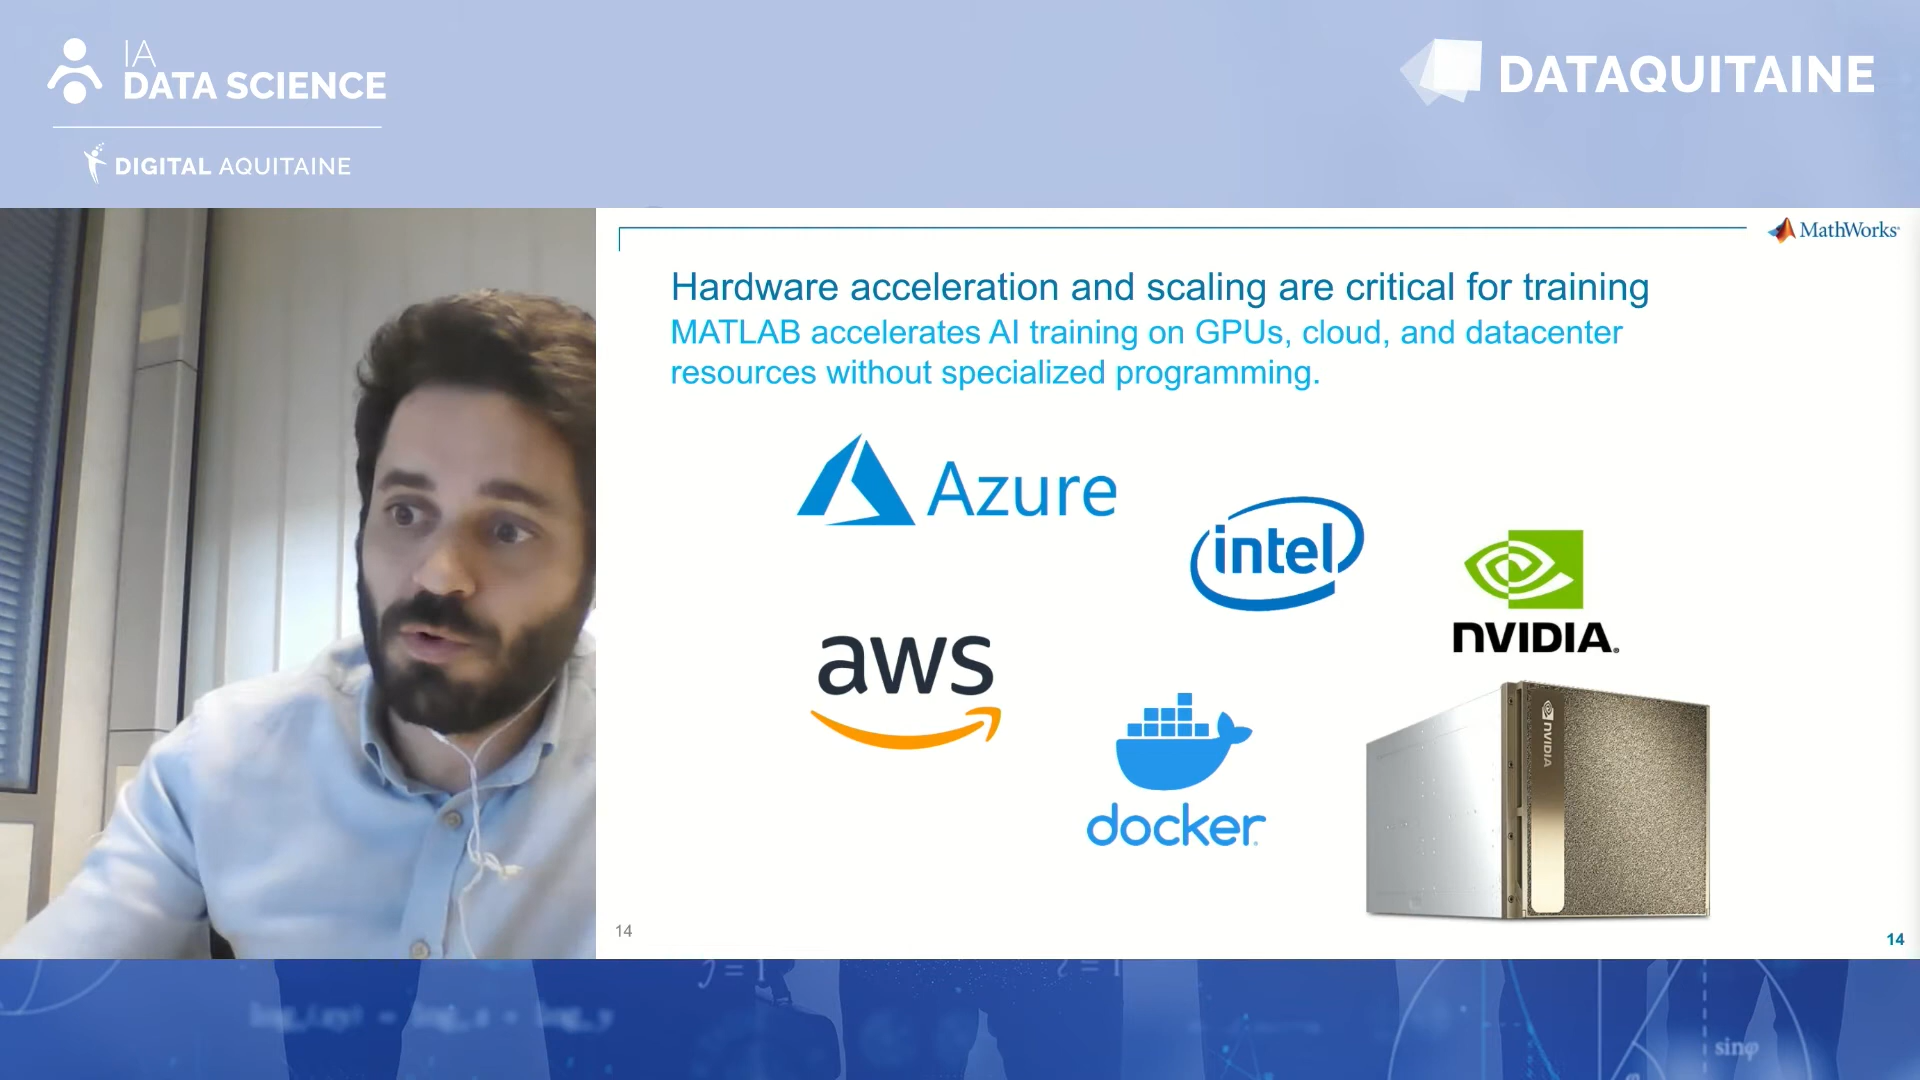 IA
DATA SCIENCE
DIGITAL AQUITAINE
DATAQUITAINE
MathWorks
Hardware acceleration and scaling are critical for training
MATLAB accelerates AI training on GPUs, cloud, and datacenter
resources without specialized programming.
Azure
intel
NVIDIA.
aws
docker
NVIDIA
14
14
sinφ